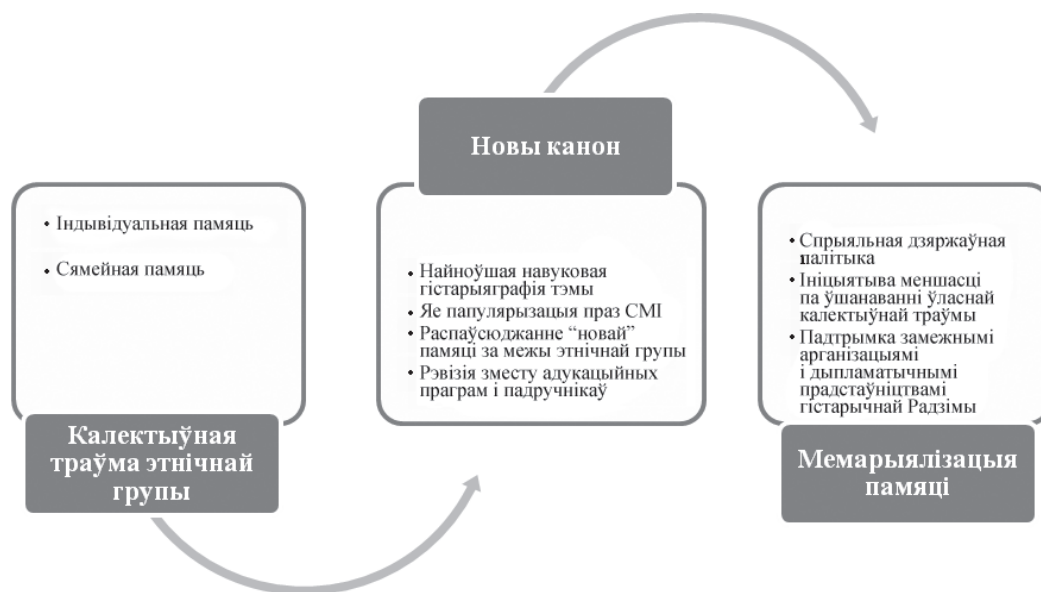 • Індывідуальная памяць
• Сямейная памяць
Калектыўная
траўма этнічнай
групы
Новы канон
• Найноўшая навуковая
гістарыяграфія тэмы
• Яе папулярызацыя праз СМІ
• Распаўсюджанне “новай”
памяці за межы этнічнай групы
• Рэвізія зместу адукацыйных
праграм і падручнікаў
• Спрыяльная дзяржаўная
палітыка
• Ініцыятыва меншасці
па ўшанаванні ўласнай
калектыўнай траўмы
• Падтрымка замежнымі
арганізацыямі
і дыпламатычнымі
прадстаўніцтвамі
гістарычнай Радзімы
Мемарыялізацыя
памяці